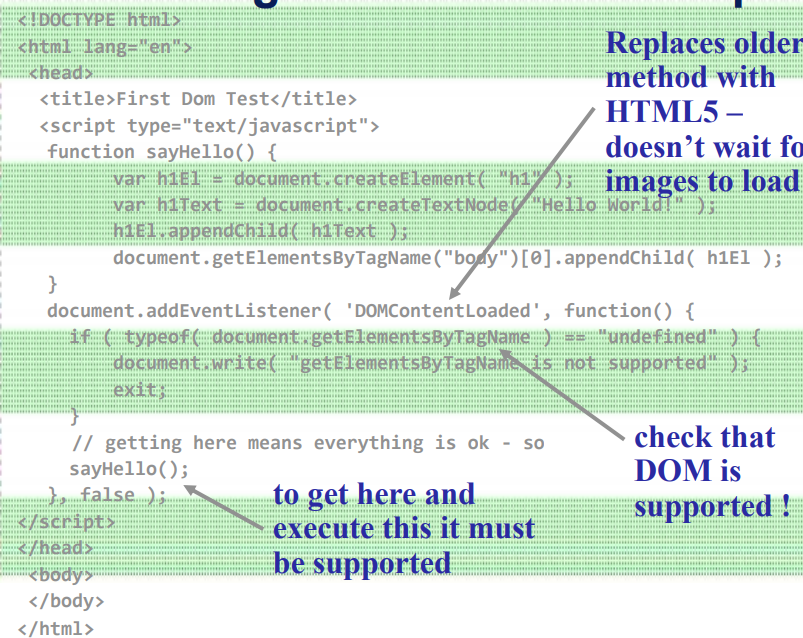 <!DOCTYPE html>
<html lang="en">
<head>
<title>First Dom Test</title>
<script type="text/javascript">
function sayHello() {
var h1El = document.createElement( "h1" );
var h1Text = document.createTextNode( "Hello World!" );
h1El.appendChild( h1Text );
document.getElementsByTagName("body")[0].appendChild( h1El );
}
document.addEventListener( 'DOMContentLoaded', function() {
if ( typeof( document.getElementsByTagName ) == "undefined" ) {
document.write( "getElementsByTagName is not supported" );
exit;
}
// getting here means everything is ok - so
sayHello();
}, false );
</script>
</head>
<body>
</body>
</html>
Replaces older
method with
HTML5 –
doesn't wait fo
images to load
check that
DOM is
supported !
to get here and
execute this it must
be supported